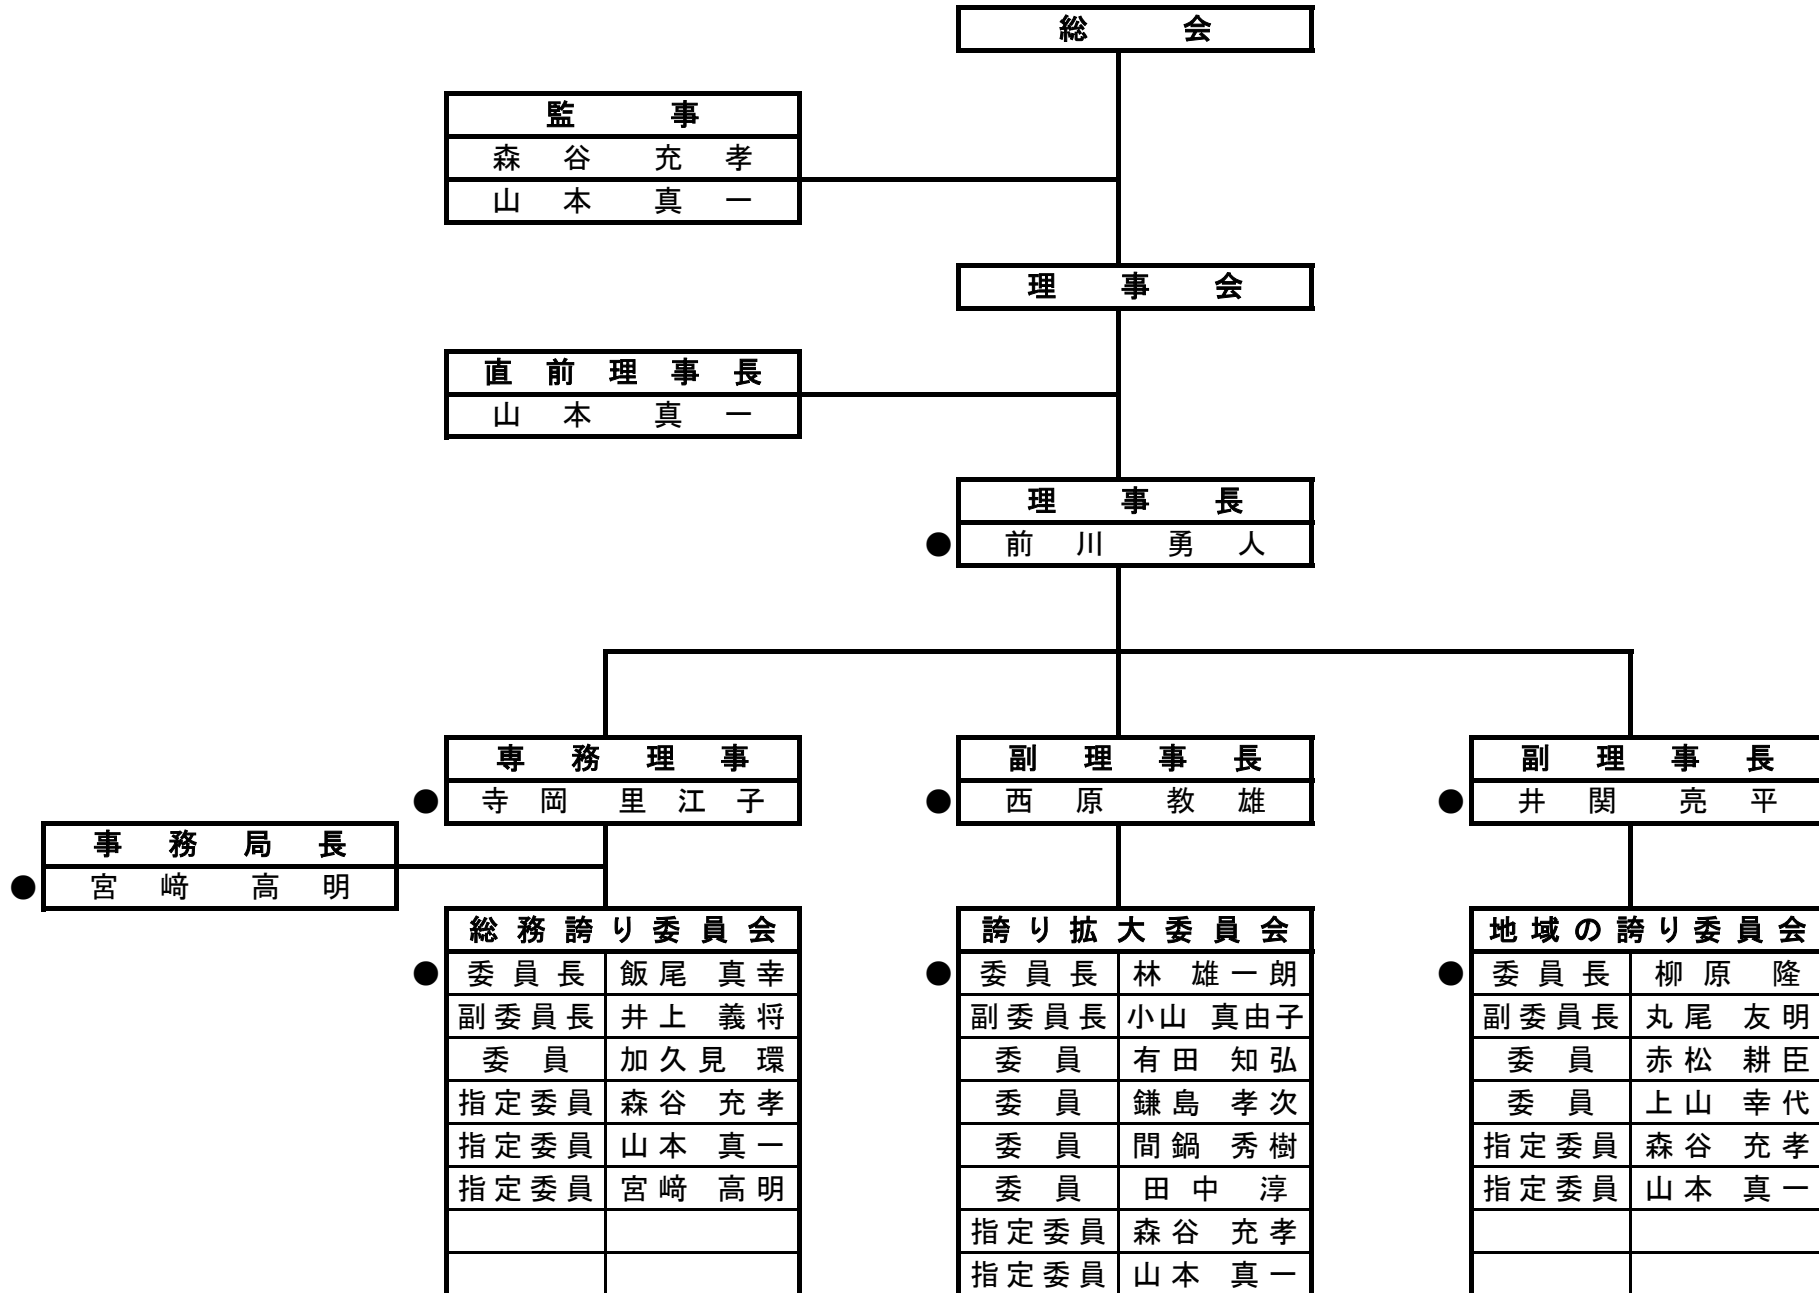 総会
監事
森谷 充孝
山本 真一
理事会
直前理事長
山本 真一
理事長
● 前川 勇人
専務理事
● 寺岡 里江子
副理事長
● 西原 教雄
副理事長
● 井関 亮平
事務局長
● 宮﨑 高明
総務誇り委員会
● 委員長 飯尾 真幸
副委員長 井上 義将
委員 加久見 環
指定委員 森谷 充孝
指定委員 山本 真一
指定委員 宮﨑 高明
誇り拡大委員会
● 委員長 林 雄一朗
副委員長 小山 真由子
委員 有田 知弘
委員 鎌島 孝次
委員 間鍋 秀樹
委員 田中 淳
指定委員 森谷 充孝
指定委員 山本 真一
地域の誇り委員会
● 委員長 柳原 隆
副委員長 丸尾 友明
委員 赤松 耕臣
委員 上山 幸代
指定委員 森谷 充孝
指定委員 山本 真一